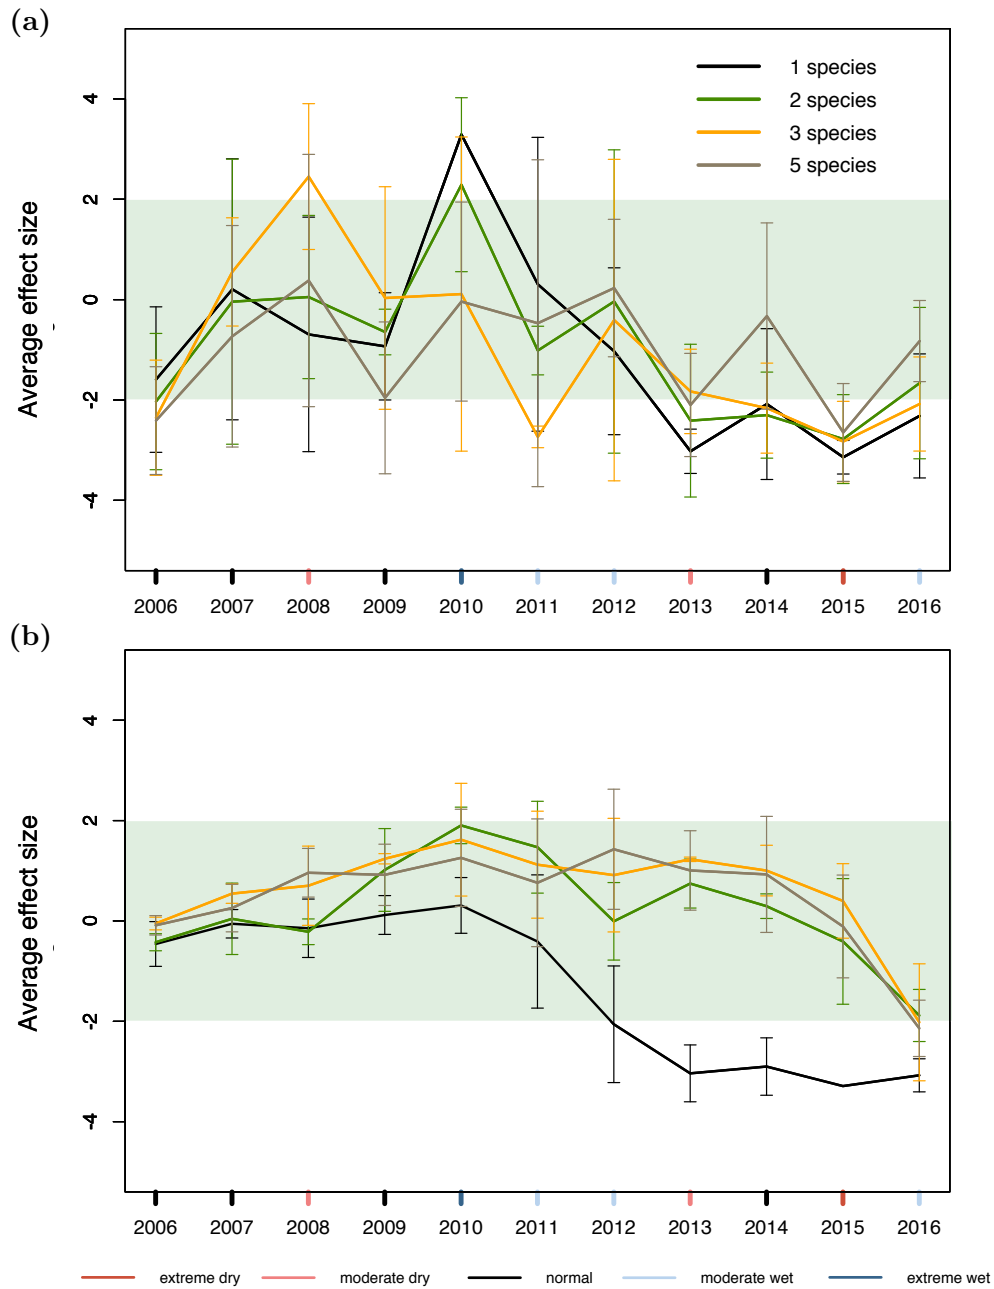 (a)
Average effect size
4
2
0
-2
-4
1 species
2 species
3 species
5 species
2006 2007 2008 2009 2010 2011 2012 2013 2014 2015 2016
(b)
Average effect size
4
2
0
-2
-4
2006 2007 2008 2009 2010 2011 2012 2013 2014 2015 2016
extreme dry moderate dry normal moderate wet extreme wet